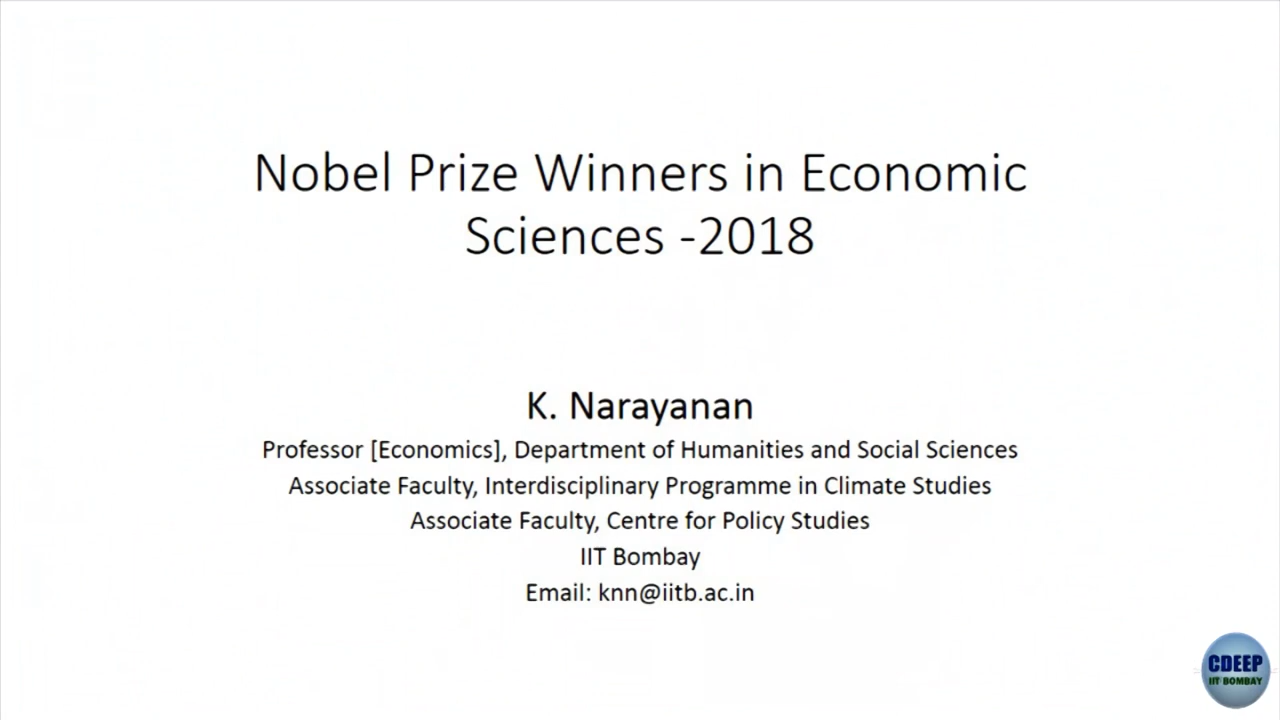 Nobel Prize Winners in Economic
Sciences -2018
K. Narayanan
Professor [Economics], Department of Humanities and Social Sciences
Associate Faculty, Interdisciplinary Programme in Climate Studies
Associate Faculty, Centre for Policy Studies
IIT Bombay
Email: knn@iitb.ac.in
CDEEP
IIT BOMBAY